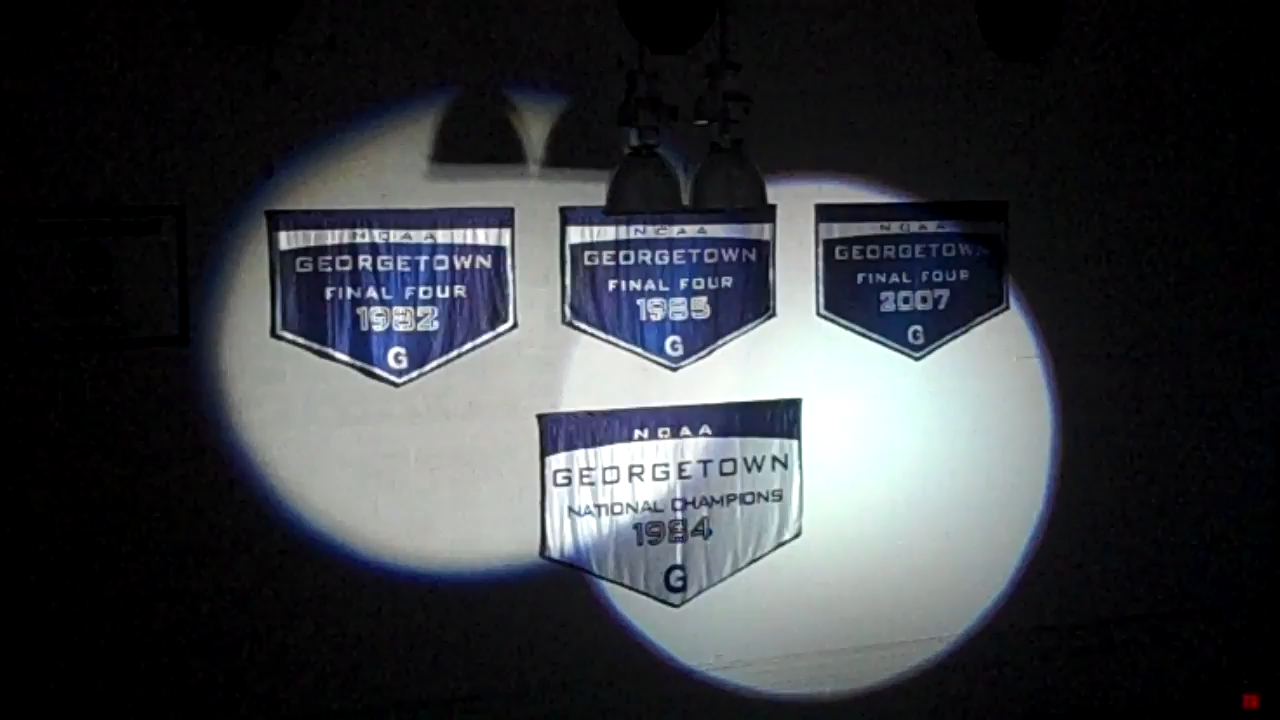 NCAA
GEORGETOWN
FINAL FOUR
1982
G
NCAA
GEORGETOWN
FINAL FOUR
1985
G
NCAA
GEORGETOWN
FINAL FOUR
2007
G
NCAA
GEORGETOWN
NATIONAL CHAMPIONS
1984
G